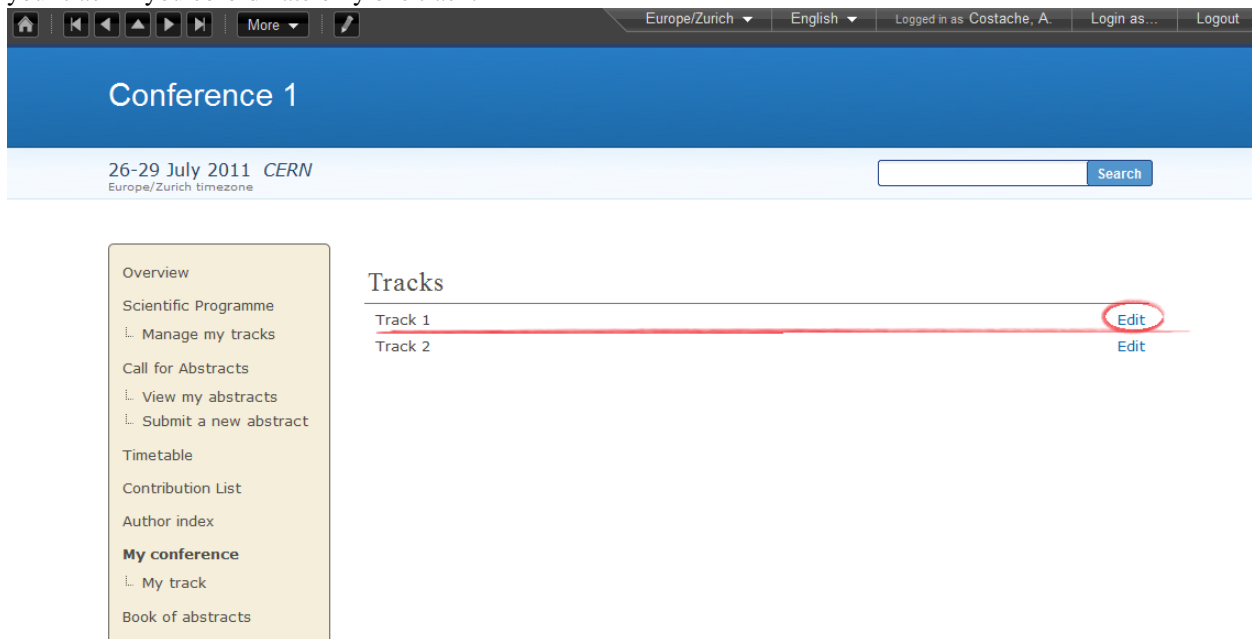 More
Europe/Zurich
English
Logged in as Costache, A.
Login as...
Logout
Conference 1
26-29 July 2011 CERN
Europe/Zurich timezone
Search
Overview
Scientific Programme
Manage my tracks
Call for Abstracts
View my abstracts
Submit a new abstract
Timetable
Contribution List
Author index
My conference
My track
Book of abstracts
Tracks
Track 1 Edit
Track 2 Edit